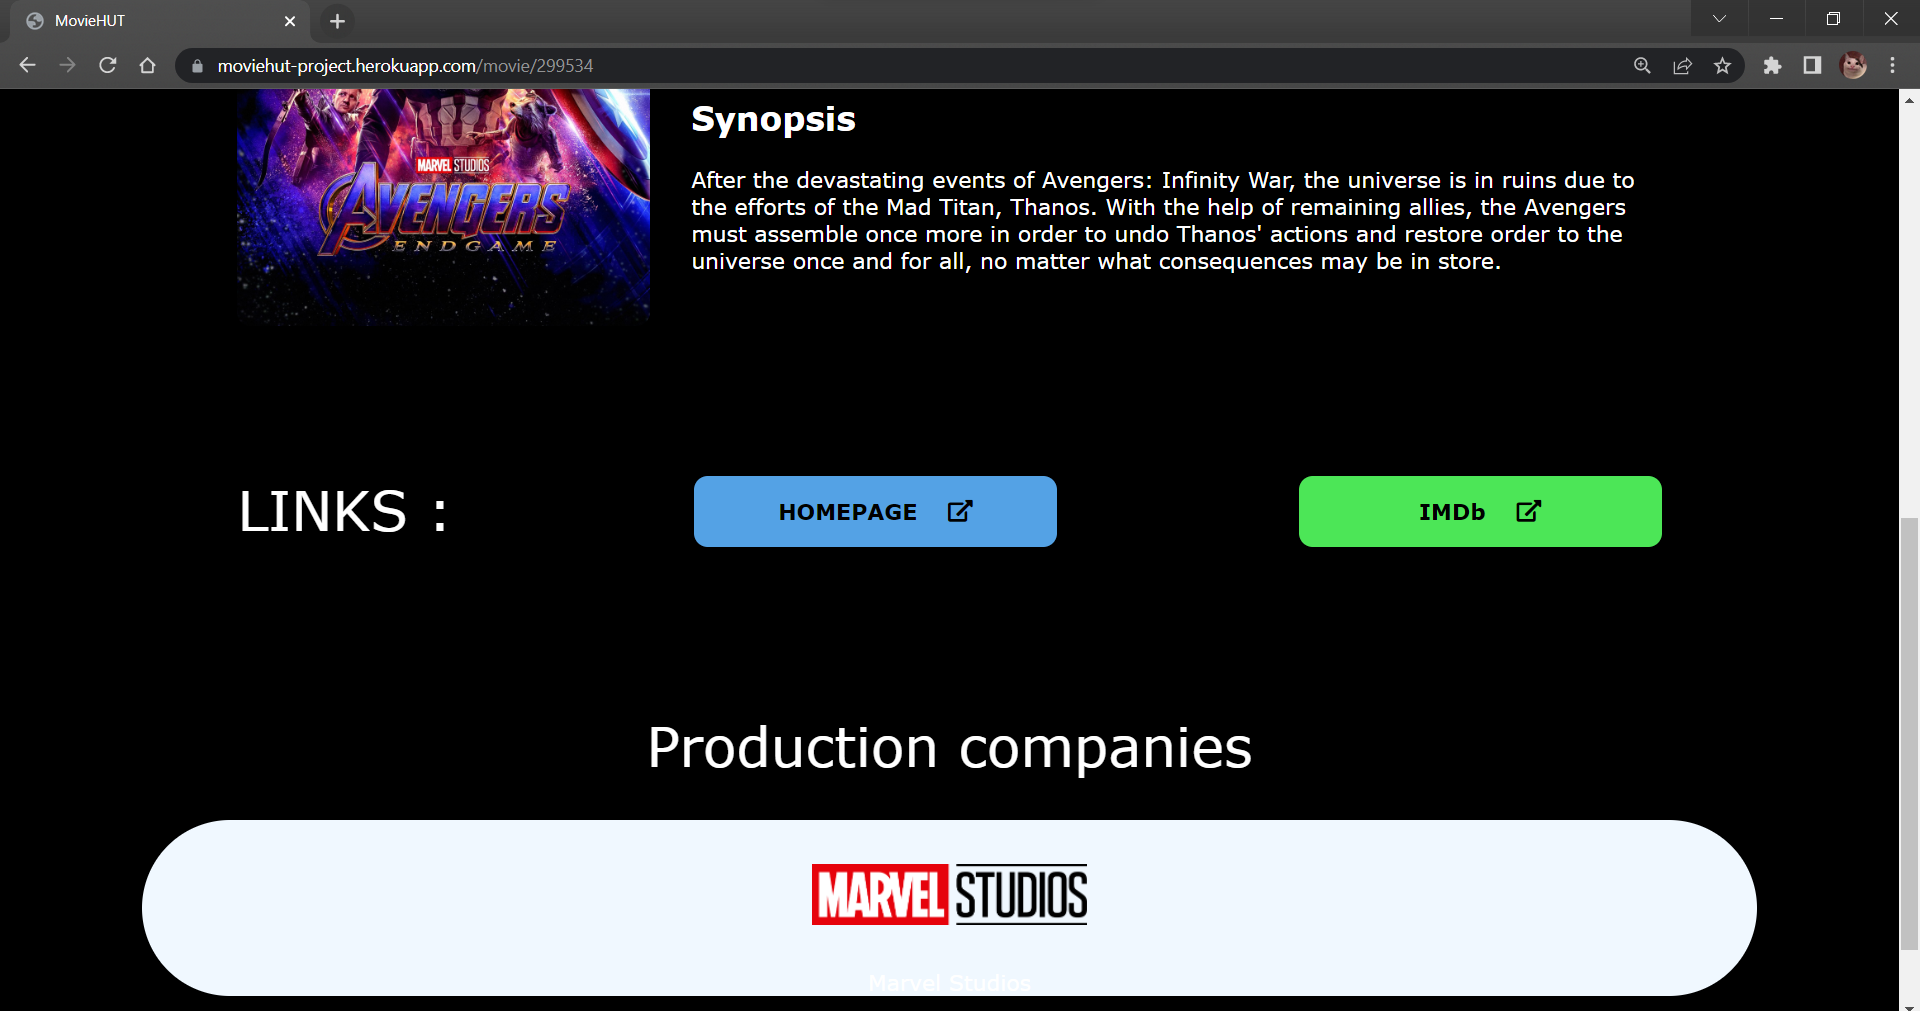 MovieHUT
moviehut-project.herokuapp.com/movie/299534
MARVEL STUDIOS
AVENGERS
ENDGAME
Synopsis
After the devastating events of Avengers: Infinity War, the universe is in ruins due to
the efforts of the Mad Titan, Thanos. With the help of remaining allies, the Avengers
must assemble once more in order to undo Thanos' actions and restore order to the
universe once and for all, no matter what consequences may be in store.
LINKS :
HOMEPAGE
IMDb
Production companies
MARVEL STUDIOS
Marvel Studios